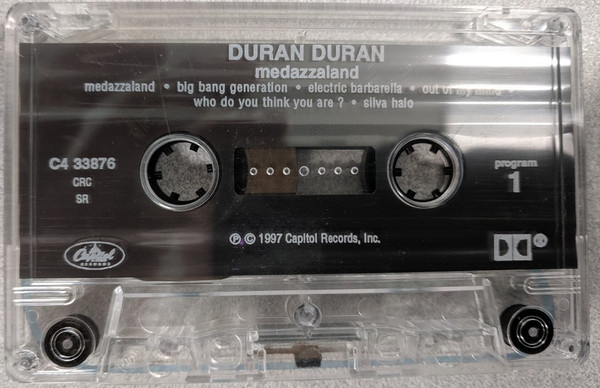 DURAN DURAN
medazzaland
medazzaland • big bang generation • electric barbarella • out of my mind •
who do you think you are ? • silva halo
C4 33876
CRC
SR
program
1
℗ © 1997 Capitol Records, Inc.
Capitol
RECORDS